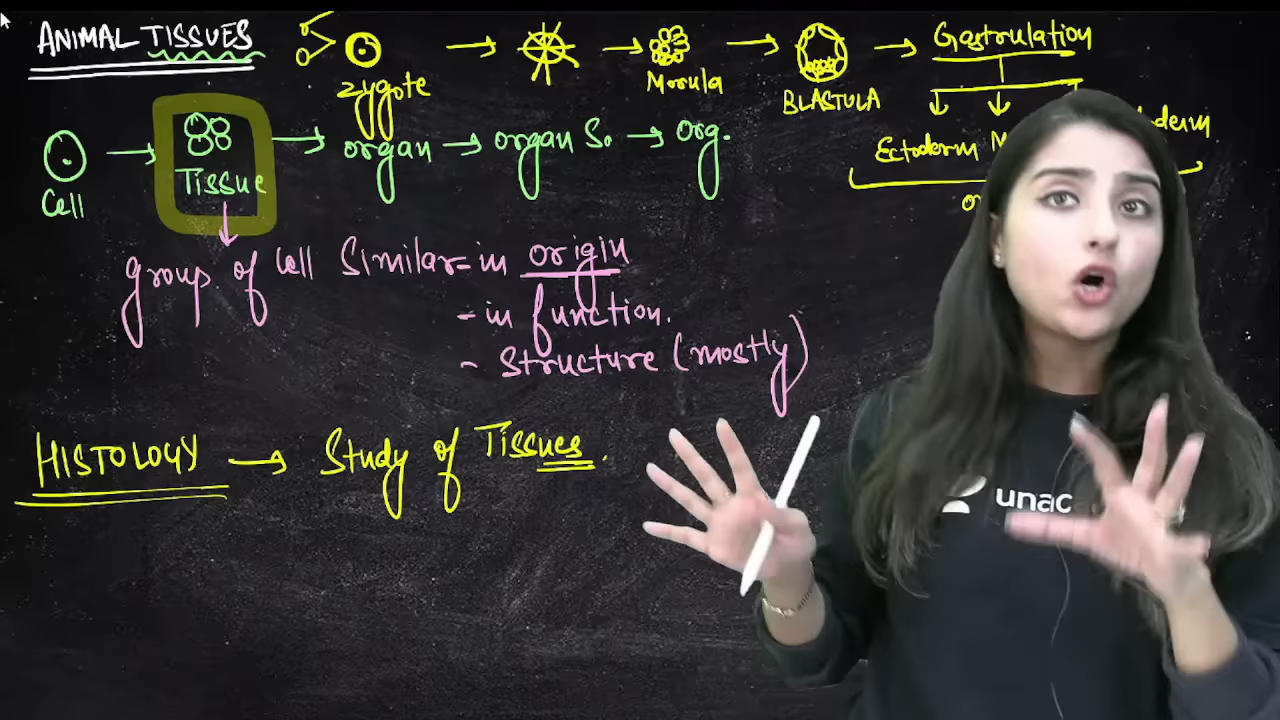 ANIMAL TISSUES
zygote
Morula
BLASTULA
Gastrulation
Ectoderm M derm
Cell
Tissue
organ
organ S.
Org.
group of Cell Similar - in origin
- in function.
- Structure (mostly)
HISTOLOGY → Study of Tissues.
unac